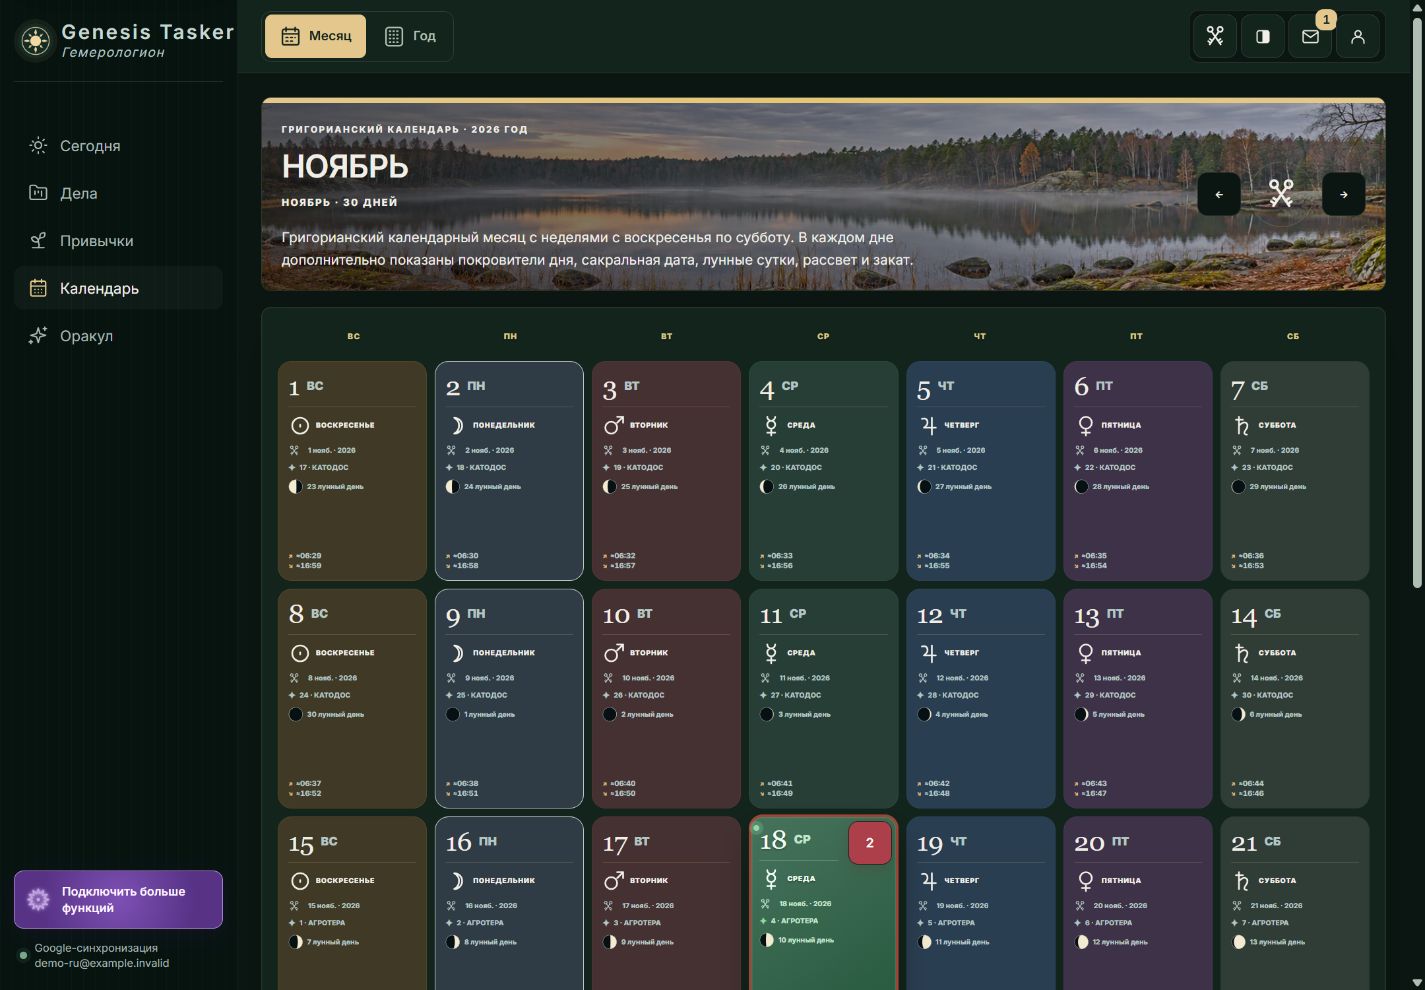 Genesis Tasker
Гемерологион
Сегодня
Дела
Привычки
Календарь
Оракул
Подключить больше
функций
Google-синхронизация
demo-ru@example.invalid
Месяц
Год
1
ГРИГОРИАНСКИЙ КАЛЕНДАРЬ · 2026 ГОД
НОЯБРЬ
НОЯБРЬ · 30 ДНЕЙ
Григорианский календарный месяц с неделями с воскресенья по субботу. В каждом дне
дополнительно показаны покровители дня, сакральная дата, лунные сутки, рассвет и закат.
ВС ПН ВТ СР ЧТ ПТ СБ
1 ВС
ВОСКРЕСЕНЬЕ
1 нояб. · 2026
17 · КАТОДОС
23 лунный день
≈06:29
≈16:59
2 ПН
ПОНЕДЕЛЬНИК
2 нояб. · 2026
18 · КАТОДОС
24 лунный день
≈06:30
≈16:58
3 ВТ
ВТОРНИК
3 нояб. · 2026
19 · КАТОДОС
25 лунный день
≈06:32
≈16:57
4 СР
СРЕДА
4 нояб. · 2026
20 · КАТОДОС
26 лунный день
≈06:33
≈16:56
5 ЧТ
ЧЕТВЕРГ
5 нояб. · 2026
21 · КАТОДОС
27 лунный день
≈06:34
≈16:55
6 ПТ
ПЯТНИЦА
6 нояб. · 2026
22 · КАТОДОС
28 лунный день
≈06:35
≈16:54
7 СБ
СУББОТА
7 нояб. · 2026
23 · КАТОДОС
29 лунный день
≈06:36
≈16:53
8 ВС
ВОСКРЕСЕНЬЕ
8 нояб. · 2026
24 · КАТОДОС
30 лунный день
≈06:37
≈16:52
9 ПН
ПОНЕДЕЛЬНИК
9 нояб. · 2026
25 · КАТОДОС
1 лунный день
≈06:38
≈16:51
10 ВТ
ВТОРНИК
10 нояб. · 2026
26 · КАТОДОС
2 лунный день
≈06:40
≈16:50
11 СР
СРЕДА
11 нояб. · 2026
27 · КАТОДОС
3 лунный день
≈06:41
≈16:49
12 ЧТ
ЧЕТВЕРГ
12 нояб. · 2026
28 · КАТОДОС
4 лунный день
≈06:42
≈16:48
13 ПТ
ПЯТНИЦА
13 нояб. · 2026
29 · КАТОДОС
5 лунный день
≈06:43
≈16:47
14 СБ
СУББОТА
14 нояб. · 2026
30 · КАТОДОС
6 лунный день
≈06:44
≈16:46
15 ВС
ВОСКРЕСЕНЬЕ
15 нояб. · 2026
1 · АГРОТЕРА
7 лунный день
16 ПН
ПОНЕДЕЛЬНИК
16 нояб. · 2026
2 · АГРОТЕРА
8 лунный день
17 ВТ
ВТОРНИК
17 нояб. · 2026
3 · АГРОТЕРА
9 лунный день
18 СР
2
СРЕДА
18 нояб. · 2026
4 · АГРОТЕРА
10 лунный день
19 ЧТ
ЧЕТВЕРГ
19 нояб. · 2026
5 · АГРОТЕРА
11 лунный день
20 ПТ
ПЯТНИЦА
20 нояб. · 2026
6 · АГРОТЕРА
12 лунный день
21 СБ
СУББОТА
21 нояб. · 2026
7 · АГРОТЕРА
13 лунный день